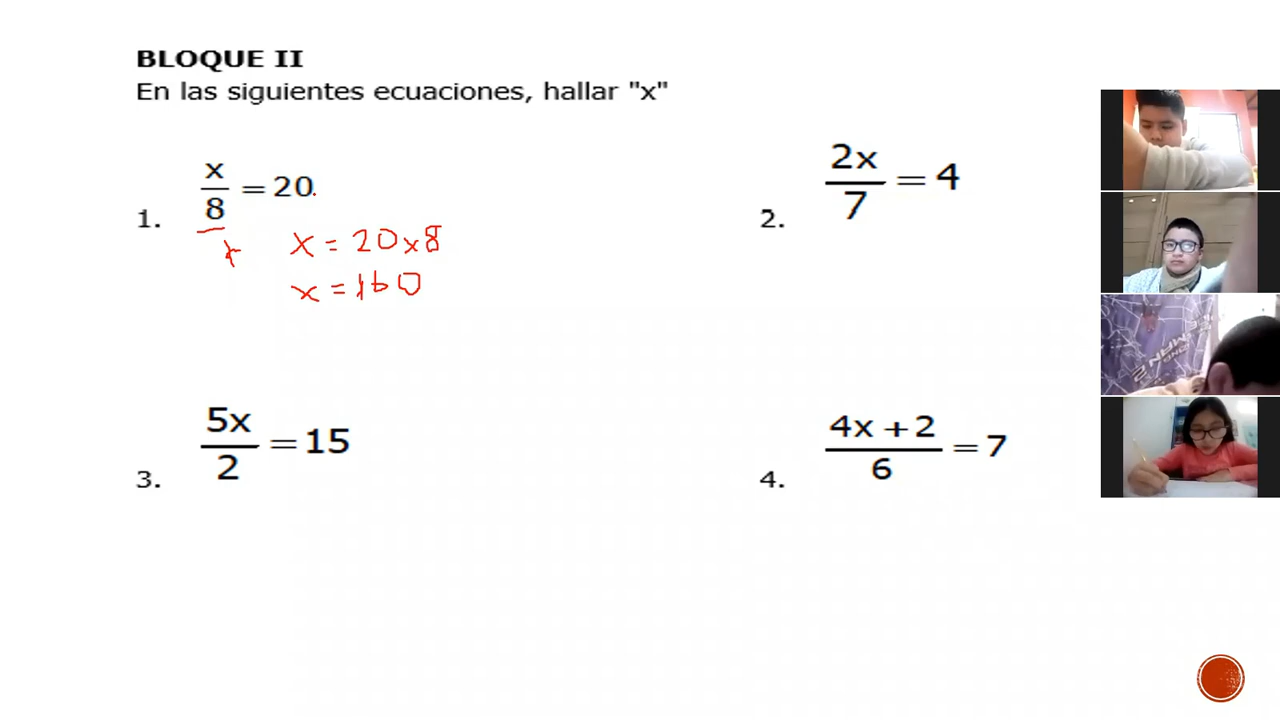 BLOQUE II
En las siguientes ecuaciones, hallar "x"
1. x/8 = 20
x = 20x8
x = 160
2. 2x/7 = 4
3. 5x/2 = 15
4. (4x + 2)/6 = 7